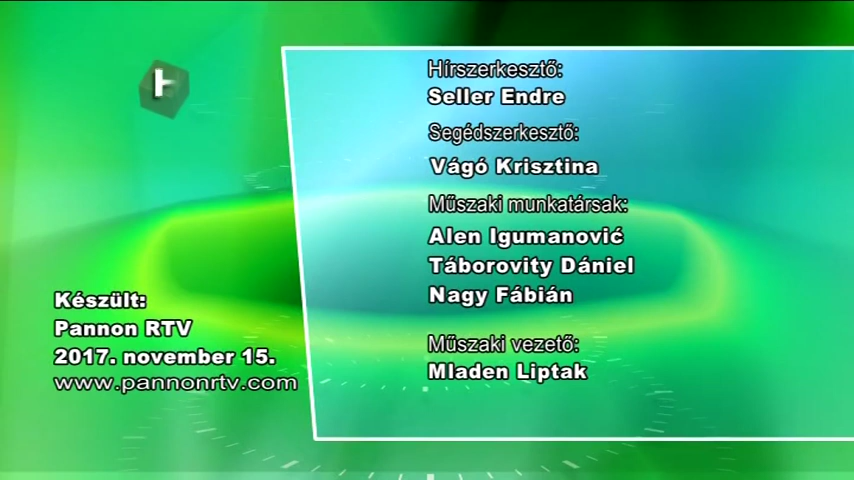 H
Hírszerkesztő:
Seller Endre
Segédszerkesztő:
Vágó Krisztina
Műszaki munkatársak:
Alen Igumanović
Táborovity Dániel
Nagy Fábián
Műszaki vezető:
Mladen Liptak
Készült:
Pannon RTV
2017. november 15.
www.pannonrtv.com